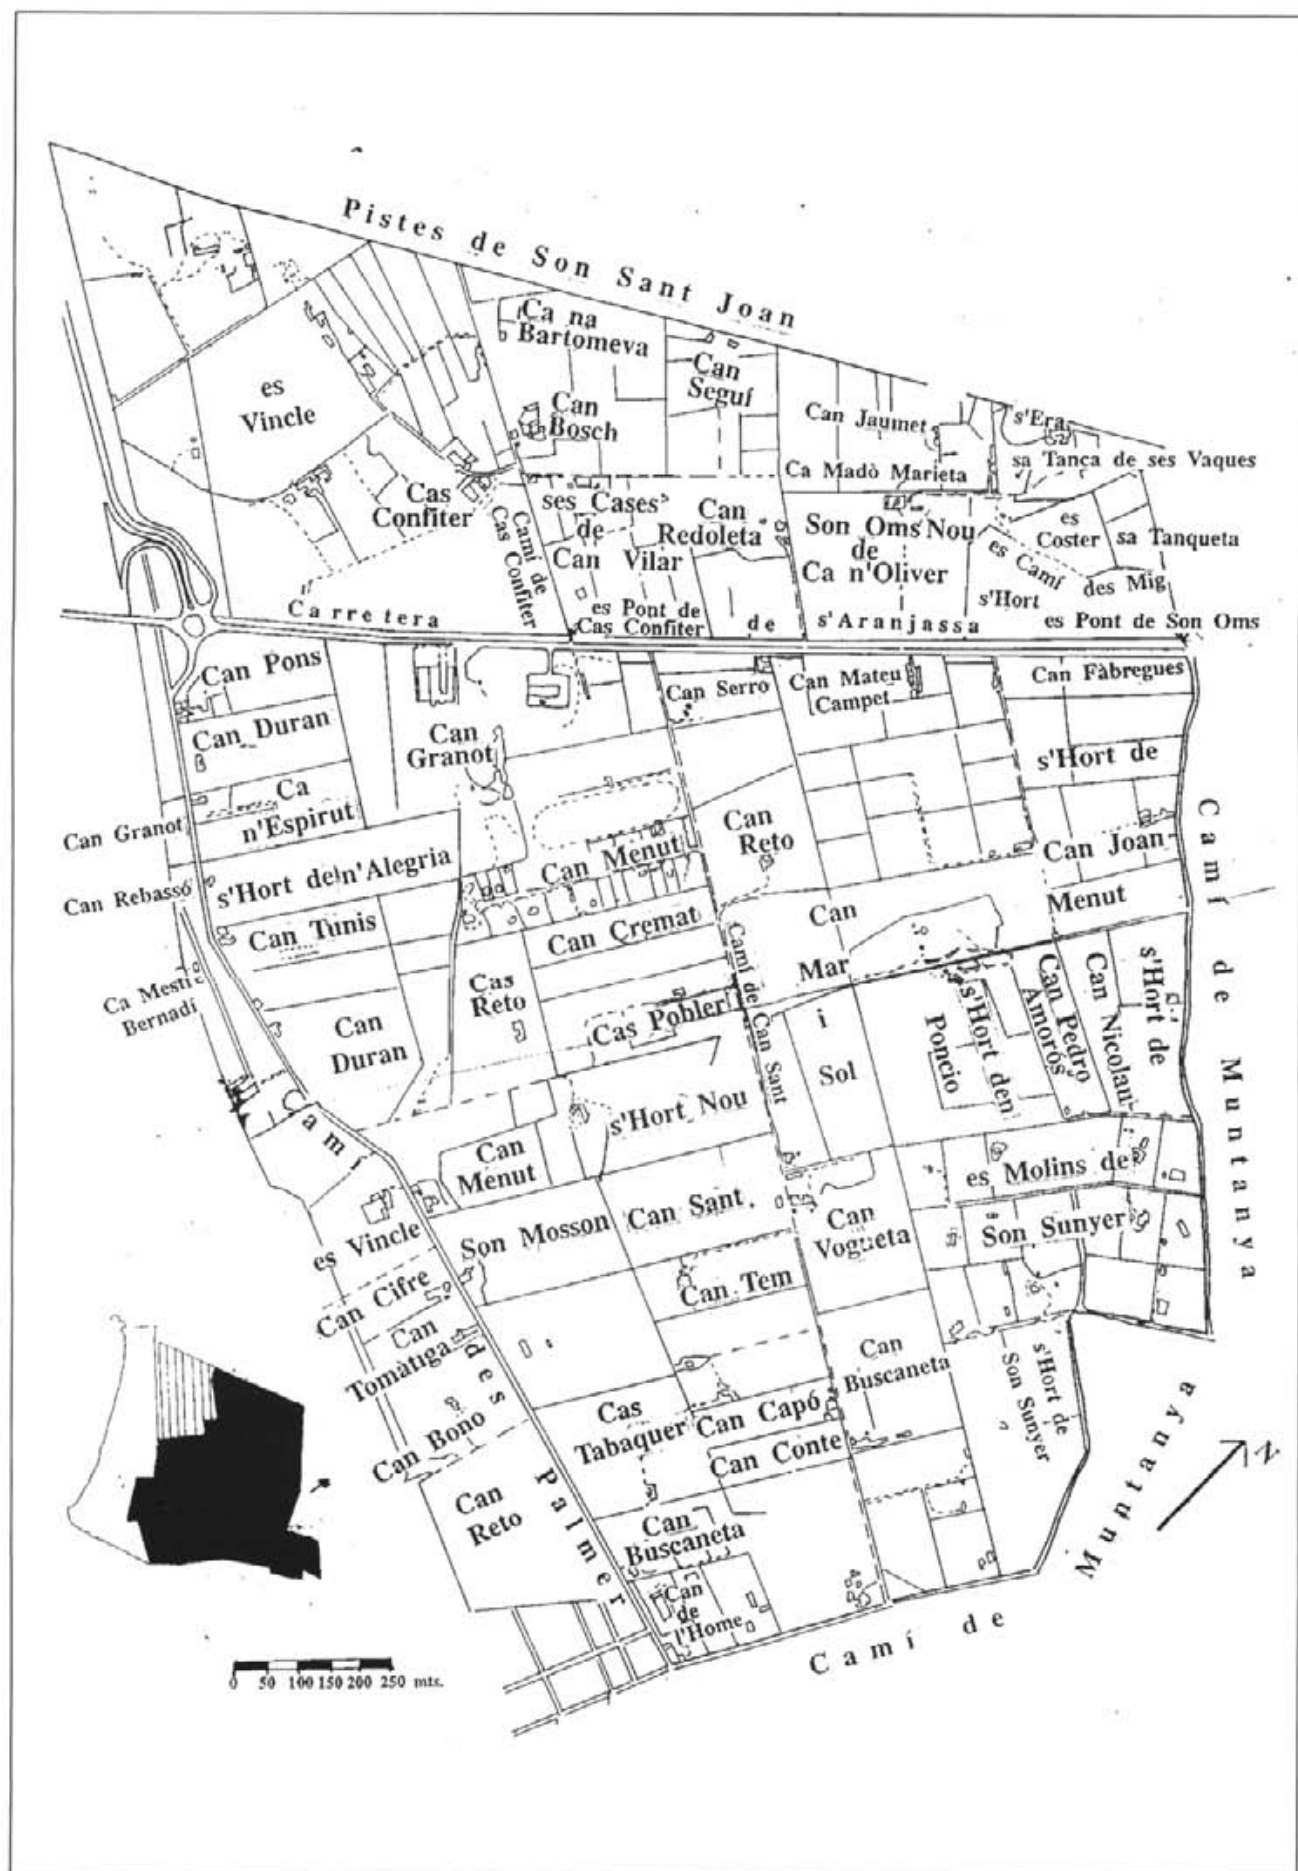 Pistes de Son Sant Joan
Ca na
Bartomeva
Can
Seguí
es
Vincle
Can
Bosch
Can Jaumet
s'Era
Ca Madò Marieta
sa Tanca de ses Vaques
Cas
Confiter
Camí de
Cas Confiter
ses Cases
de
Can Vilar
Can
Redoleta
Son Oms Nou
de
Ca n'Oliver
es
Coster
sa Tanqueta
es Camí des Mig
s'Hort
es Pont de
Cas Confiter
es Pont de Son Oms
Carretera de s'Aranjassa
Can Pons
Can Serro
Can Mateu
Campet
Can Fàbregues
Can Duran
Can
Granot
s'Hort de
Ca
n'Espirut
Can Granot
Can Menut
Can
Reto
Can Joan
Menut
s'Hort de n'Alegria
Can Rebassó
Can Tunis
Can Cremat
Can
Mar
i
Sol
Camí de Can Sant
Ca Mestre
Bernadí
Can
Duran
Cas
Reto
Cas Pobler
s'Hort den
Poncio
Can Pedro
Amorós
Can
Nicolau
s'Hort de
Camí de Muntanya
s'Hort Nou
Can
Menut
es Molins de
Son Sunyer
es Vincle
Son Mosson
Can Sant
Can
Vogueta
Can Cifre
Can Tem
Can
Tomàtiga
Can
Buscaneta
s'Hort de
Son Sunyer
Can Bono
Cas
Tabaquer
Can Capó
Can Conte
Can
Reto
Can
Buscaneta
Can
de
l'Home
amí des Palmer
Camí de Muntanya
N
0 50 100 150 200 250 mts.